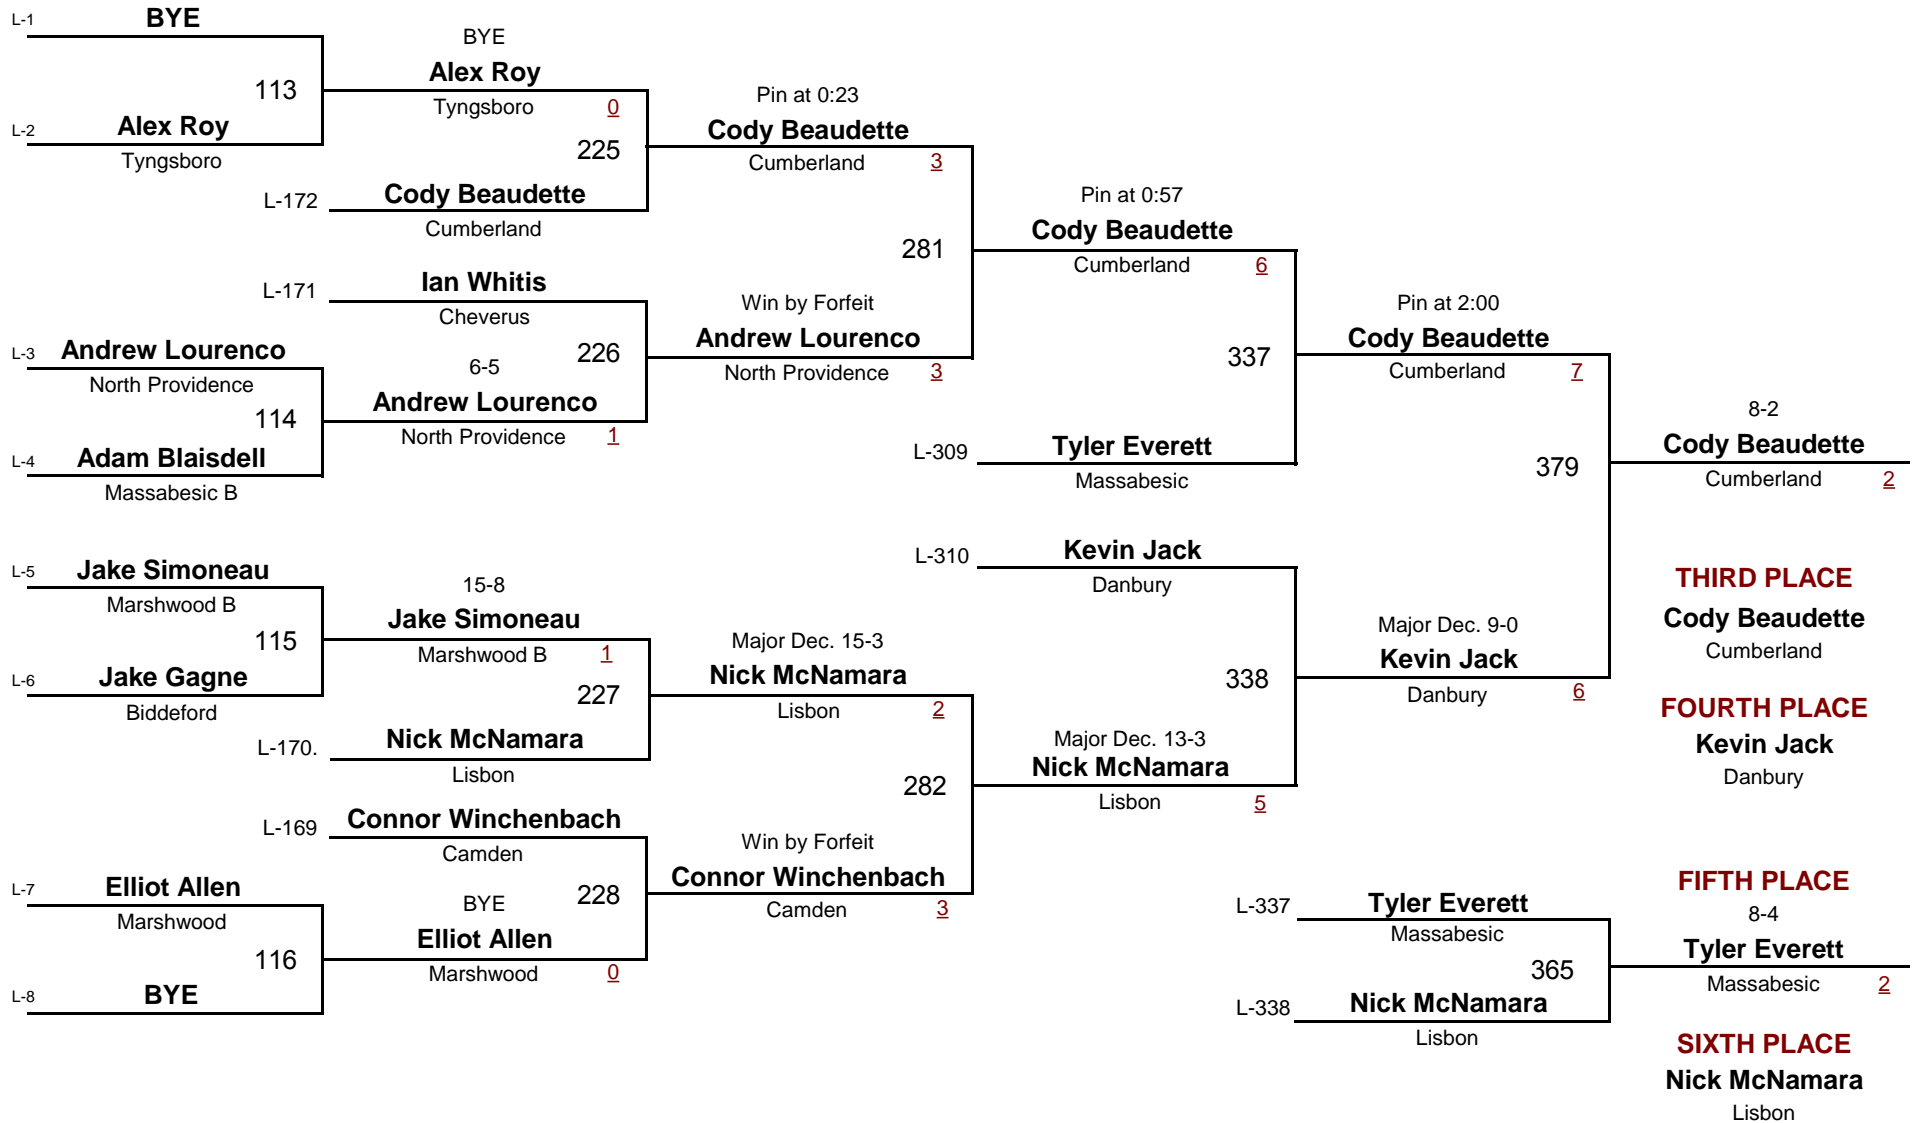 L-1 BYE
BYE
113
Alex Roy
Tyngsboro 0
L-2 Alex Roy
Tyngsboro
225
L-172 Cody Beaudette
Cumberland
Pin at 0:23
Cody Beaudette
Cumberland 3
L-171 Ian Whitis
Cheverus
226
L-3 Andrew Lourenco
North Providence
114
L-4 Adam Blaisdell
Massabesic B
6-5
Andrew Lourenco
North Providence 1
Win by Forfeit
Andrew Lourenco
North Providence 3
281
Pin at 0:57
Cody Beaudette
Cumberland 6
337
L-309 Tyler Everett
Massabesic
Pin at 2:00
Cody Beaudette
Cumberland 7
379
8-2
Cody Beaudette
Cumberland 2
L-5 Jake Simoneau
Marshwood B
115
L-6 Jake Gagne
Biddeford
15-8
Jake Simoneau
Marshwood B 1
227
L-170. Nick McNamara
Lisbon
Major Dec. 15-3
Nick McNamara
Lisbon 2
282
L-169 Connor Winchenbach
Camden
228
L-7 Elliot Allen
Marshwood
116
L-8 BYE
BYE
Elliot Allen
Marshwood 0
Win by Forfeit
Connor Winchenbach
Camden 3
L-310 Kevin Jack
Danbury
338
Major Dec. 13-3
Nick McNamara
Lisbon 5
Major Dec. 9-0
Kevin Jack
Danbury 6
THIRD PLACE
Cody Beaudette
Cumberland
FOURTH PLACE
Kevin Jack
Danbury
L-337 Tyler Everett
Massabesic
365
L-338 Nick McNamara
Lisbon
FIFTH PLACE
8-4
Tyler Everett
Massabesic 2
SIXTH PLACE
Nick McNamara
Lisbon